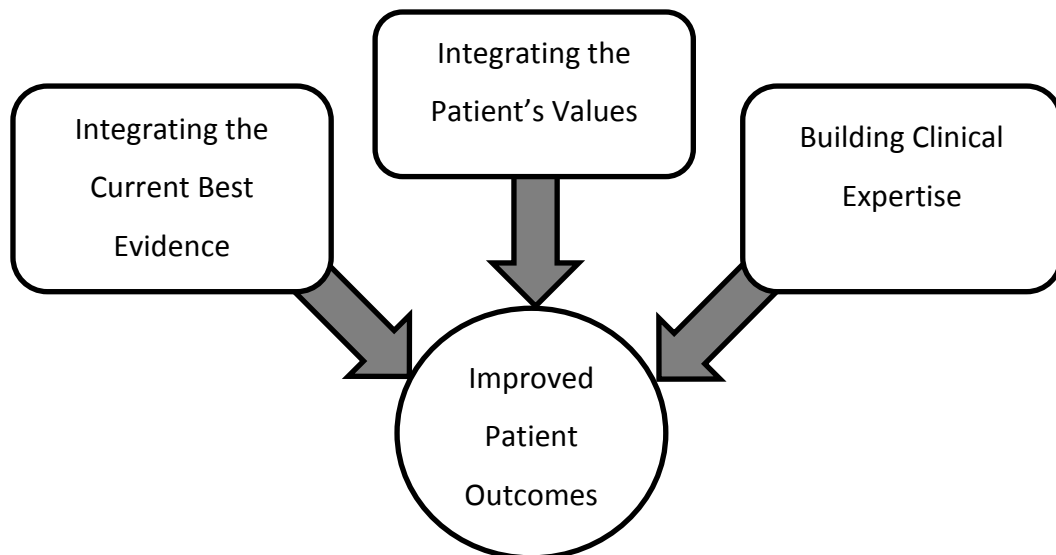 Integrating the
Patient’s Values
Integrating the
Current Best
Evidence
Building Clinical
Expertise
Improved
Patient
Outcomes